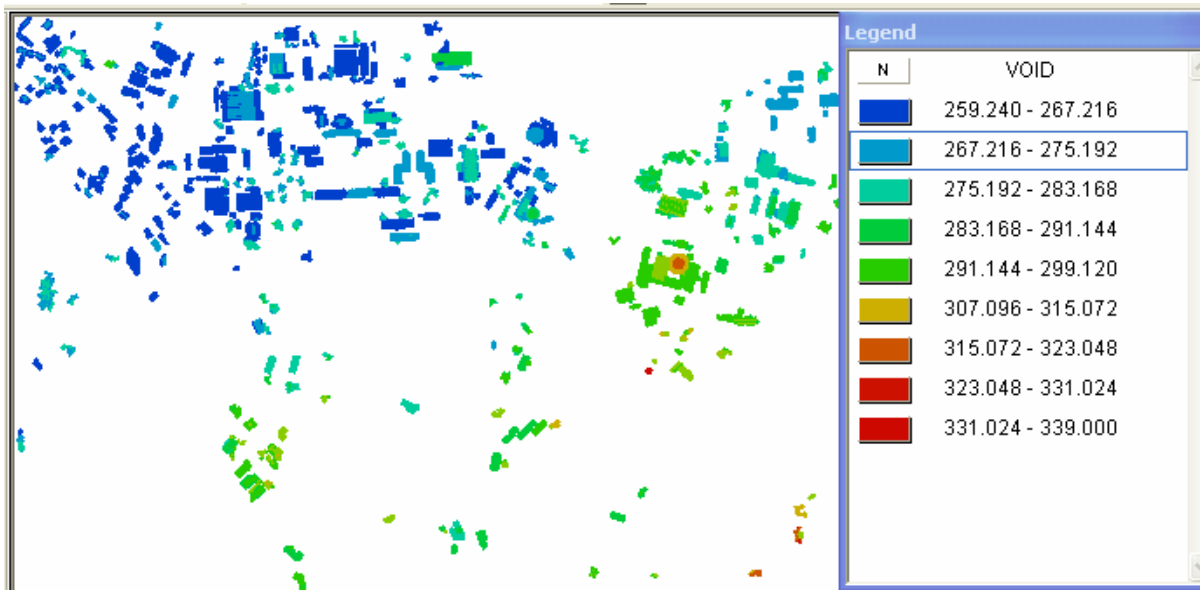 Legend
N VOID
259.240 - 267.216
267.216 - 275.192
275.192 - 283.168
283.168 - 291.144
291.144 - 299.120
307.096 - 315.072
315.072 - 323.048
323.048 - 331.024
331.024 - 339.000